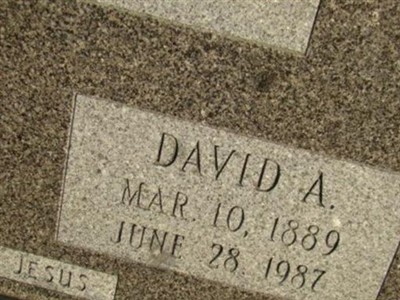 DAVID A.
MAR. 10, 1889
JUNE 28, 1987
JESUS